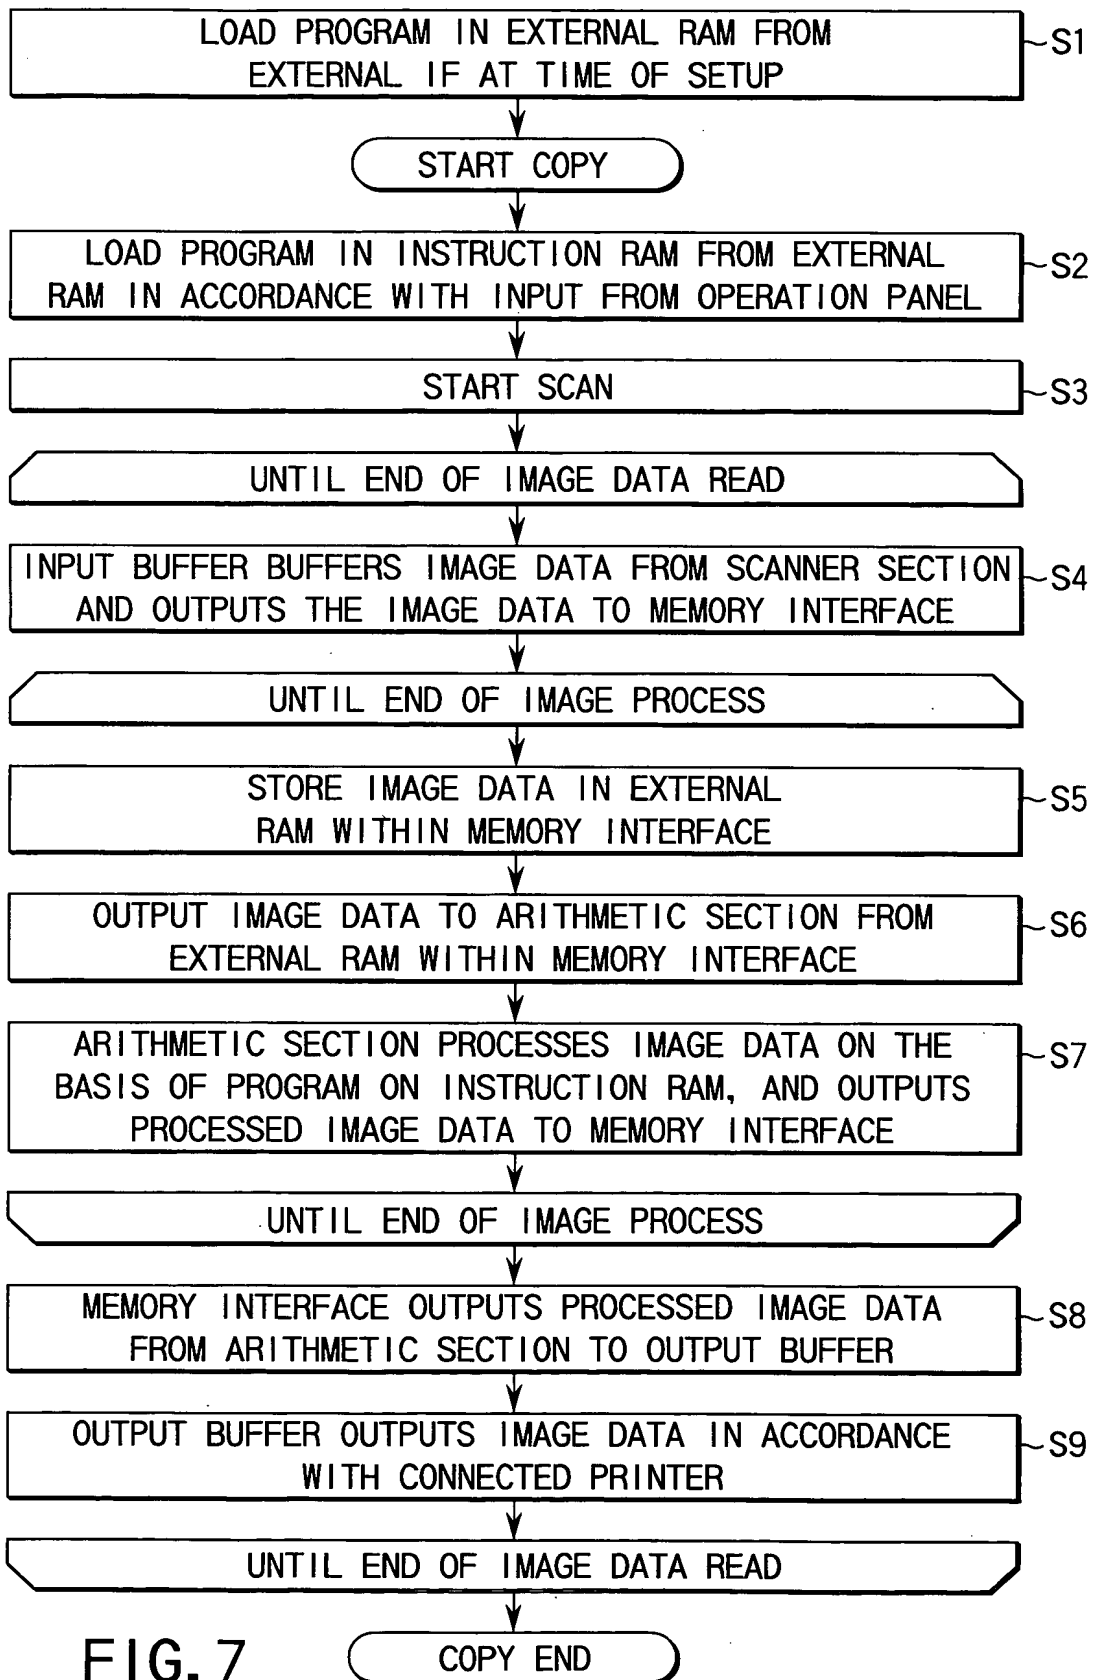 LOAD PROGRAM IN EXTERNAL RAM FROM
EXTERNAL IF AT TIME OF SETUP
S1
START COPY
LOAD PROGRAM IN INSTRUCTION RAM FROM EXTERNAL
RAM IN ACCORDANCE WITH INPUT FROM OPERATION PANEL
S2
START SCAN
S3
UNTIL END OF IMAGE DATA READ
INPUT BUFFER BUFFERS IMAGE DATA FROM SCANNER SECTION
AND OUTPUTS THE IMAGE DATA TO MEMORY INTERFACE
S4
UNTIL END OF IMAGE PROCESS
STORE IMAGE DATA IN EXTERNAL
RAM WITHIN MEMORY INTERFACE
S5
OUTPUT IMAGE DATA TO ARITHMETIC SECTION FROM
EXTERNAL RAM WITHIN MEMORY INTERFACE
S6
ARITHMETIC SECTION PROCESSES IMAGE DATA ON THE
BASIS OF PROGRAM ON INSTRUCTION RAM, AND OUTPUTS
PROCESSED IMAGE DATA TO MEMORY INTERFACE
S7
UNTIL END OF IMAGE PROCESS
MEMORY INTERFACE OUTPUTS PROCESSED IMAGE DATA
FROM ARITHMETIC SECTION TO OUTPUT BUFFER
S8
OUTPUT BUFFER OUTPUTS IMAGE DATA IN ACCORDANCE
WITH CONNECTED PRINTER
S9
UNTIL END OF IMAGE DATA READ
COPY END
FIG. 7